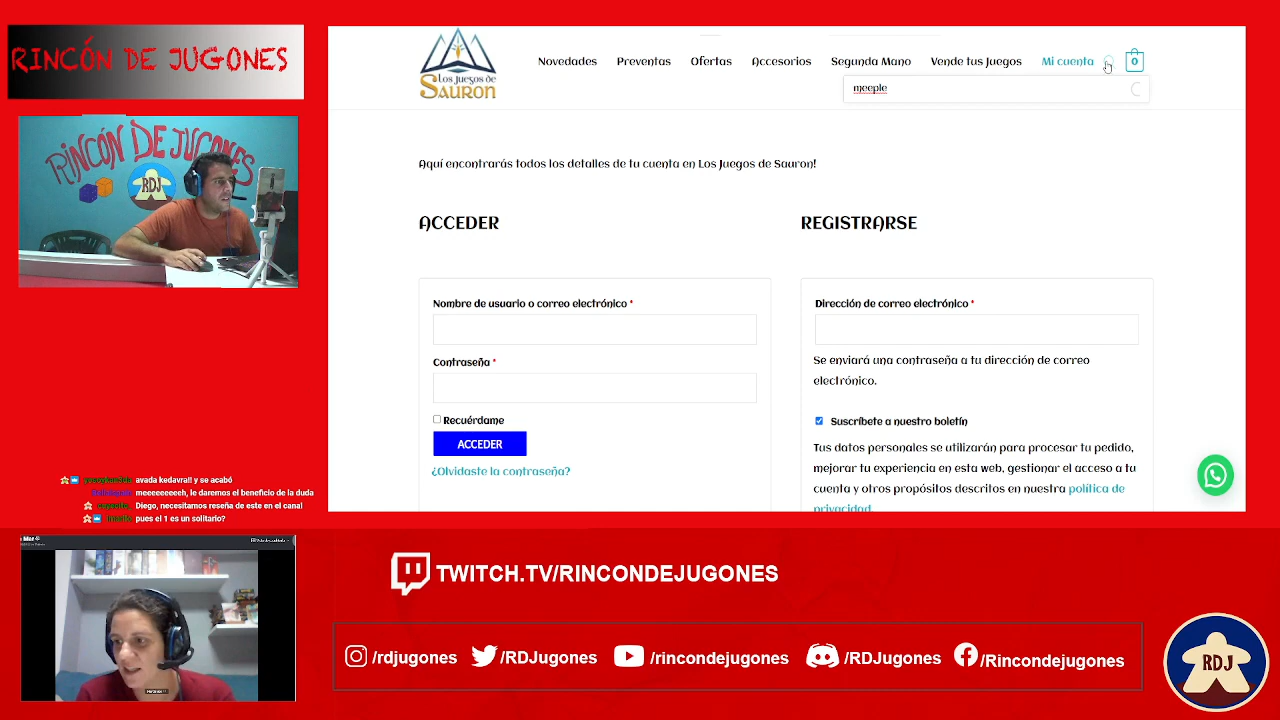 RINCÓN DE JUGONES
RINCÓN DE JUGONES
RDJ
Los Juegos de
SAURON
Novedades
Preventas
Ofertas
Accesorios
Segunda Mano
Vende tus Juegos
Mi cuenta
0
meeple
Aquí encontrarás todos los detalles de tu cuenta en Los Juegos de Sauron!
ACCEDER
Nombre de usuario o correo electrónico *
Contraseña *
Recuérdame
ACCEDER
¿Olvidaste la contraseña?
REGISTRARSE
Dirección de correo electrónico *
Se enviará una contraseña a tu dirección de correo
electrónico.
Suscríbete a nuestro boletín
Tus datos personales se utilizarán para procesar tu pedido,
mejorar tu experiencia en esta web, gestionar el acceso a tu
cuenta y otros propósitos descritos en nuestra política de
privacidad.
avada kedavra!! y se acabó
meeeeeeeeeh, le daremos el beneficio de la duda
Diego, necesitamos reseña de este en el canal
pues el 1 es un solitario?
TWITCH.TV/RINCONDEJUGONES
/rdjugones
/RDJugones
/rincondejugones
/RDJugones
/Rincondejugones
RDJ